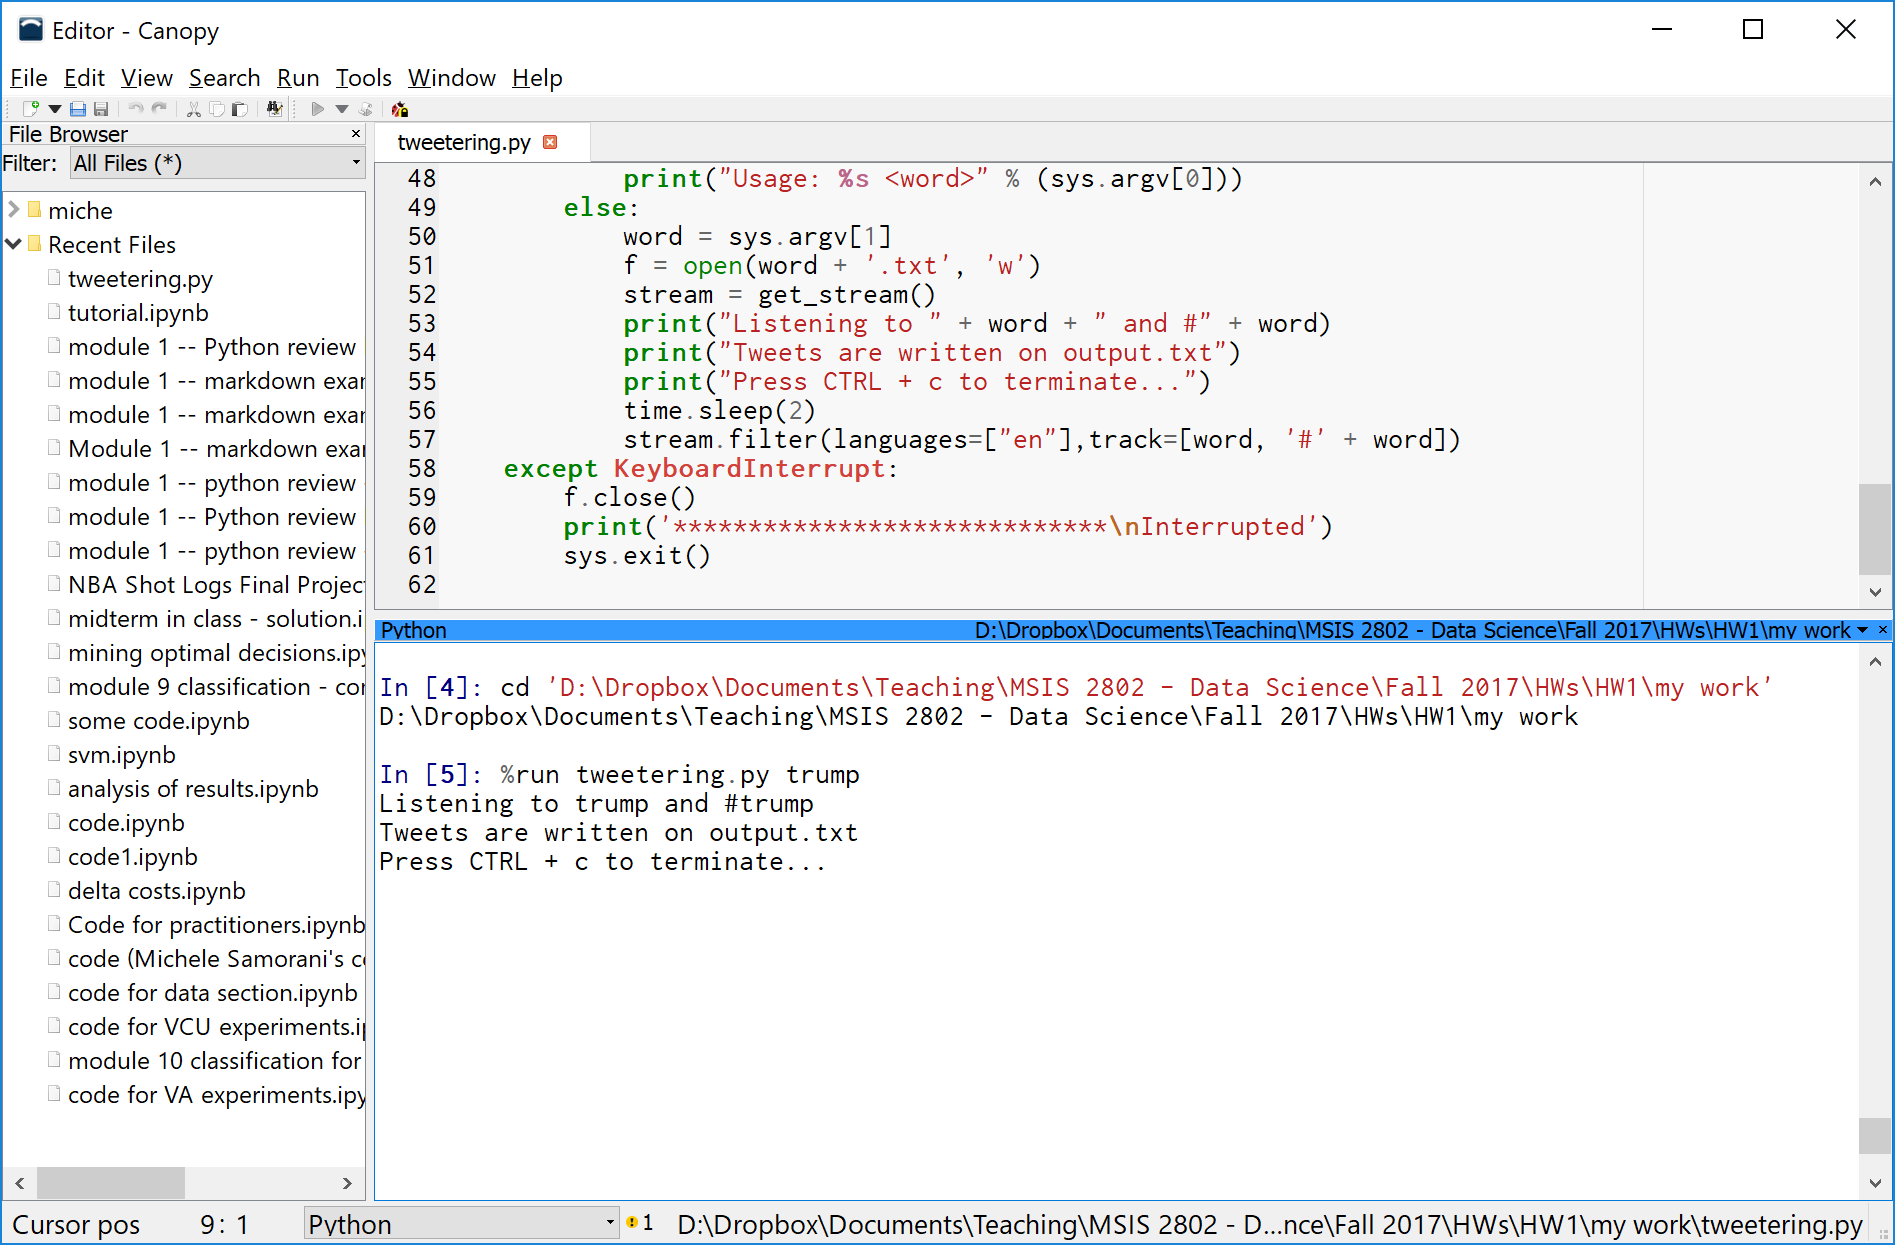 Editor - Canopy
File Edit View Search Run Tools Window Help
File Browser
Filter: All Files (*)
miche
Recent Files
tweetering.py
tutorial.ipynb
module 1 -- Python review
module 1 -- markdown exar
module 1 -- markdown exar
Module 1 -- markdown exar
module 1 -- python review
module 1 -- Python review
module 1 -- python review
NBA Shot Logs Final Project
midterm in class - solution.i
mining optimal decisions.ipy
module 9 classification - cor
some code.ipynb
svm.ipynb
analysis of results.ipynb
code.ipynb
code1.ipynb
delta costs.ipynb
Code for practitioners.ipynb
code (Michele Samorani's co
code for data section.ipynb
code for VCU experiments.ip
module 10 classification for
code for VA experiments.ipy
tweetering.py
48 print("Usage: %s <word>" % (sys.argv[0]))
49 else:
50 word = sys.argv[1]
51 f = open(word + '.txt', 'w')
52 stream = get_stream()
53 print("Listening to " + word + " and #" + word)
54 print("Tweets are written on output.txt")
55 print("Press CTRL + c to terminate...")
56 time.sleep(2)
57 stream.filter(languages=["en"],track=[word, '#' + word])
58 except KeyboardInterrupt:
59 f.close()
60 print('*****************************\nInterrupted')
61 sys.exit()
62
Python D:\Dropbox\Documents\Teaching\MSIS 2802 - Data Science\Fall 2017\HWs\HW1\my work
In [4]: cd 'D:\Dropbox\Documents\Teaching\MSIS 2802 - Data Science\Fall 2017\HWs\HW1\my work'
D:\Dropbox\Documents\Teaching\MSIS 2802 - Data Science\Fall 2017\HWs\HW1\my work
In [5]: %run tweetering.py trump
Listening to trump and #trump
Tweets are written on output.txt
Press CTRL + c to terminate...
Cursor pos 9: 1 Python 1 D:\Dropbox\Documents\Teaching\MSIS 2802 - D...nce\Fall 2017\HWs\HW1\my work\tweetering.py